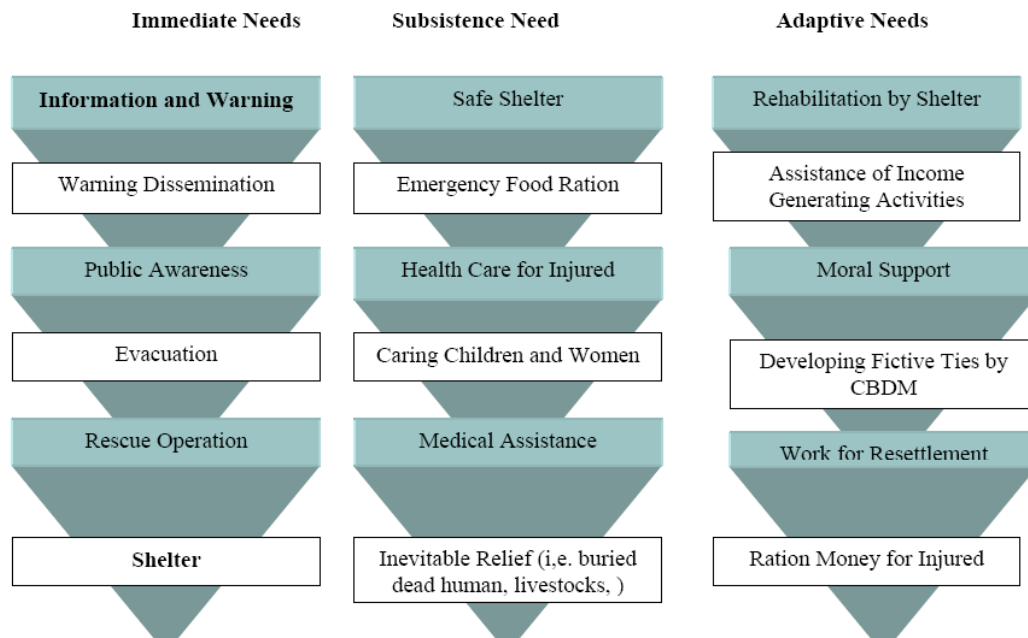 Immediate Needs
Subsistence Need
Adaptive Needs
Information and Warning
Warning Dissemination
Public Awareness
Evacuation
Rescue Operation
Shelter
Safe Shelter
Emergency Food Ration
Health Care for Injured
Caring Children and Women
Medical Assistance
Inevitable Relief (i,e. buried
dead human, livestocks, )
Rehabilitation by Shelter
Assistance of Income
Generating Activities
Moral Support
Developing Fictive Ties by
CBDM
Work for Resettlement
Ration Money for Injured